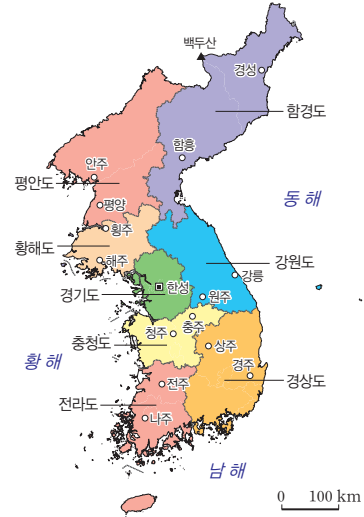 백두산
경성
함경도
함흥
안주
평안도
동 해
평양
황주
황해도
해주
강원도
강릉
경기도
한성
원주
충주
청주
충청도
상주
황 해
경주
경상도
전주
전라도
나주
남 해
0 100 km